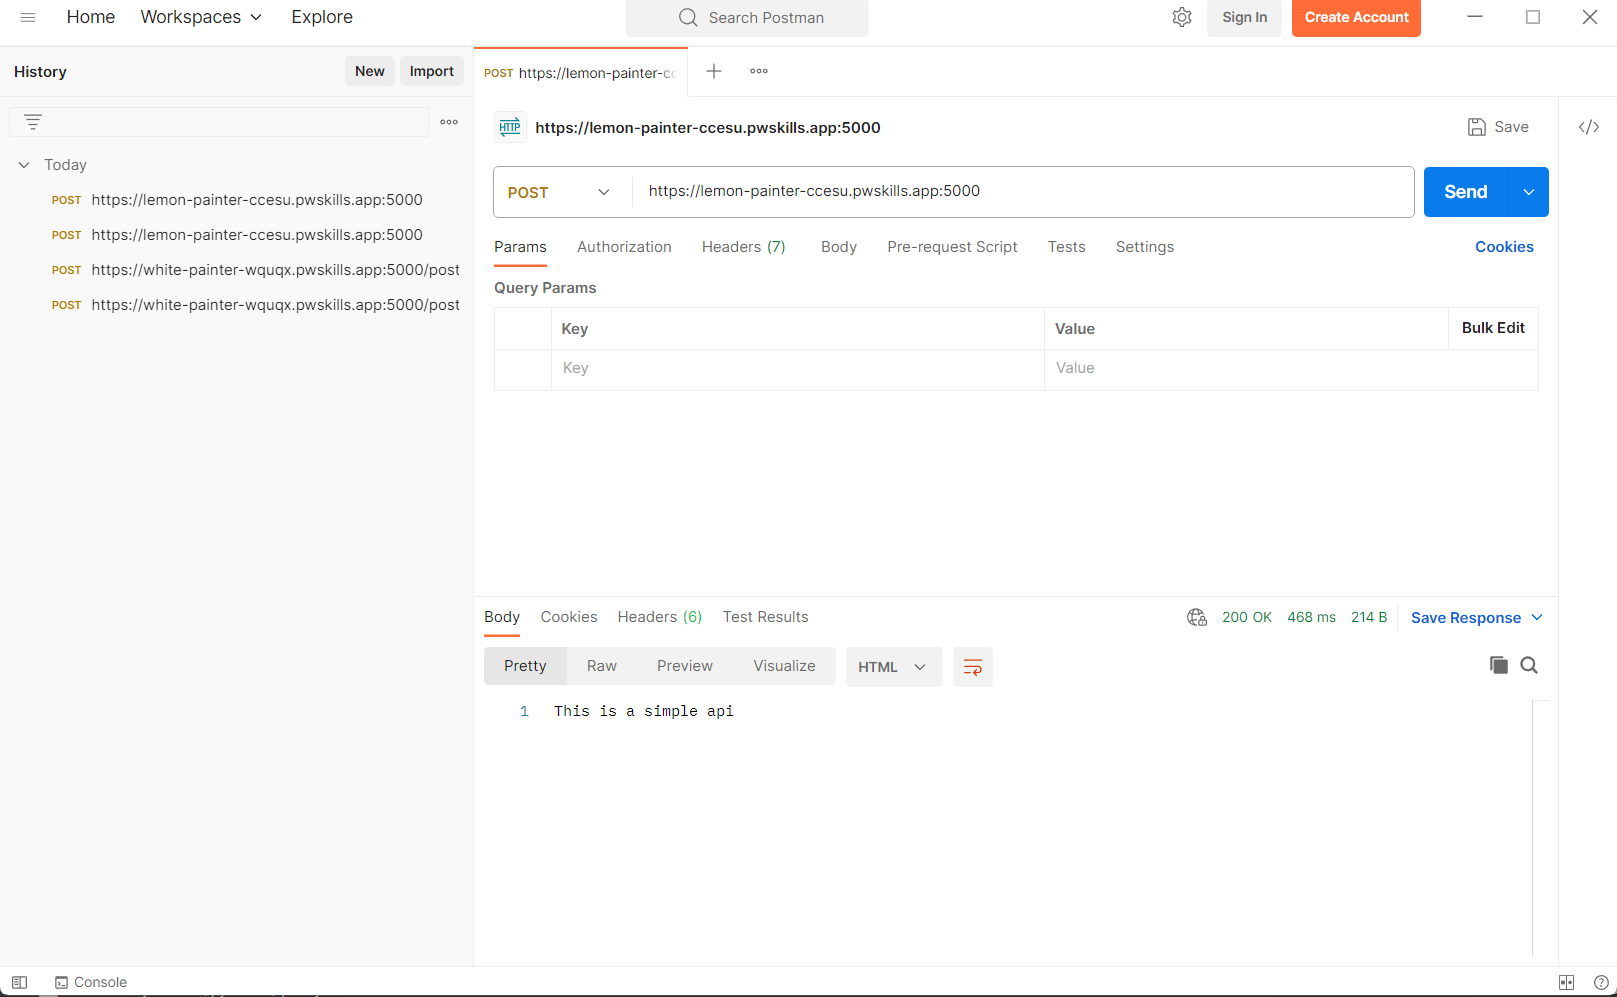 Home Workspaces Explore Search Postman Sign In Create Account
History New Import
POST https://lemon-painter-cc
HTTP https://lemon-painter-ccesu.pwskills.app:5000 Save </>
Today
POST https://lemon-painter-ccesu.pwskills.app:5000
POST https://lemon-painter-ccesu.pwskills.app:5000
POST https://white-painter-wquqx.pwskills.app:5000/post
POST https://white-painter-wquqx.pwskills.app:5000/post
POST https://lemon-painter-ccesu.pwskills.app:5000 Send
Params Authorization Headers (7) Body Pre-request Script Tests Settings Cookies
Query Params
Key Value Bulk Edit
Key Value
Body Cookies Headers (6) Test Results 200 OK 468 ms 214 B Save Response
Pretty Raw Preview Visualize HTML
1 This is a simple api
Console